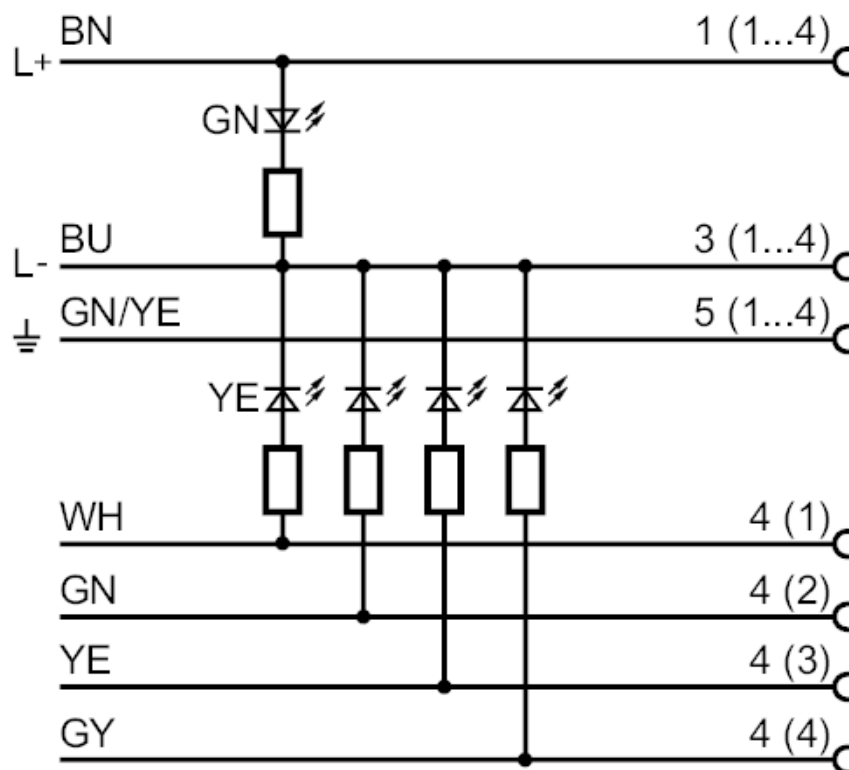 BN 1 (1...4)
L+
GN
BU 3 (1...4)
L-
GN/YE 5 (1...4)
YE
WH 4 (1)
GN 4 (2)
YE 4 (3)
GY 4 (4)